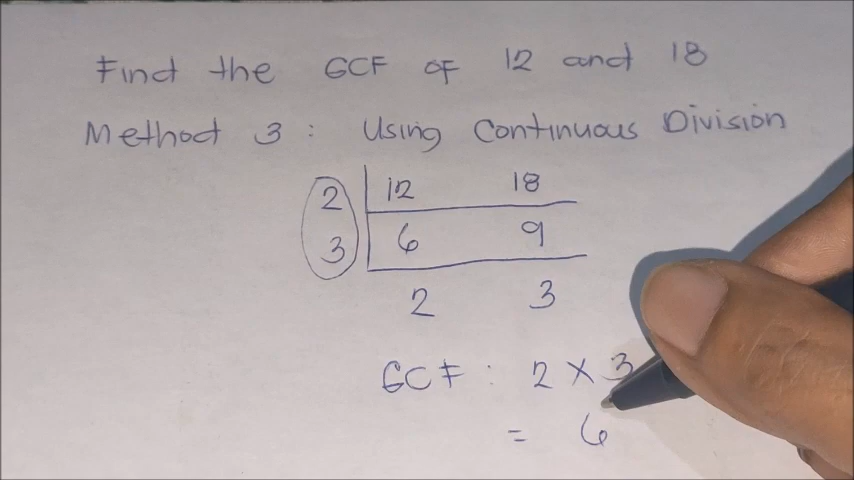 Find the GCF of 12 and 18
Method 3: Using Continuous Division
2 12 18
3 6 9
2 3
GCF: 2 × 3
= 6